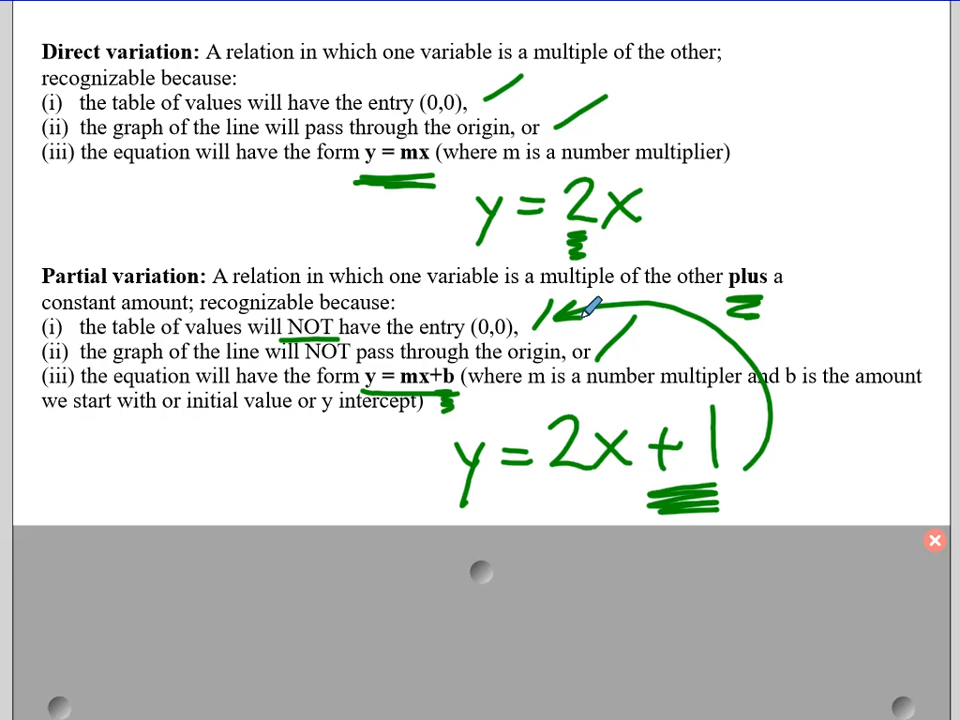 Direct variation: A relation in which one variable is a multiple of the other;
recognizable because:
(i) the table of values will have the entry (0,0),
(ii) the graph of the line will pass through the origin, or
(iii) the equation will have the form y = mx (where m is a number multiplier)
y = 2x
Partial variation: A relation in which one variable is a multiple of the other plus a
constant amount; recognizable because:
(i) the table of values will NOT have the entry (0,0),
(ii) the graph of the line will NOT pass through the origin, or
(iii) the equation will have the form y = mx+b (where m is a number multipler and b is the amount
we start with or initial value or y intercept)
y = 2x + 1